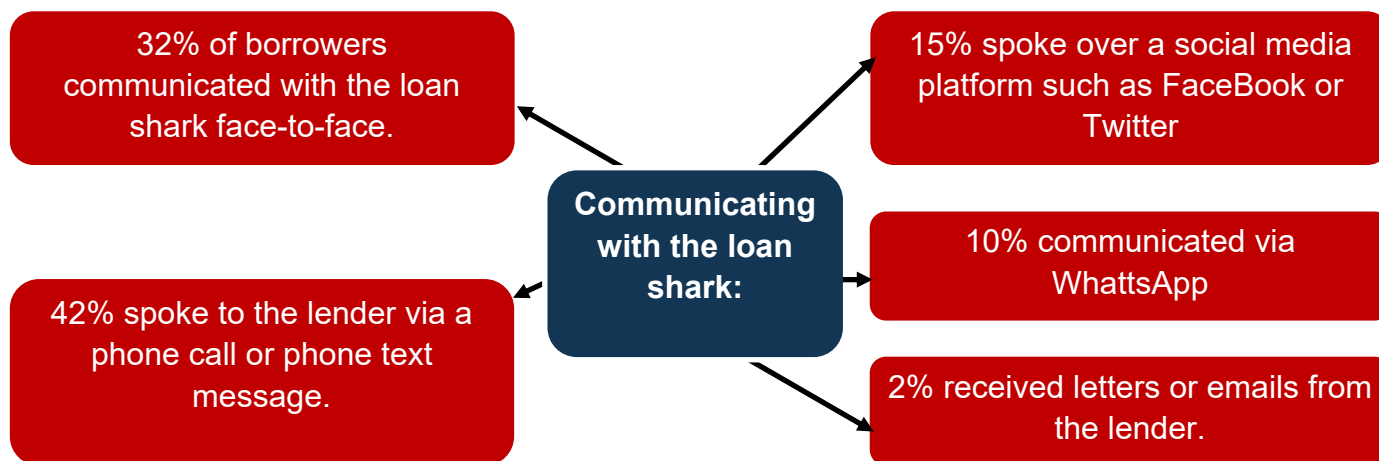 32% of borrowers
communicated with the loan
shark face-to-face.
15% spoke over a social media
platform such as FaceBook or
Twitter
Communicating
with the loan
shark:
10% communicated via
WhattsApp
42% spoke to the lender via a
phone call or phone text
message.
2% received letters or emails from
the lender.